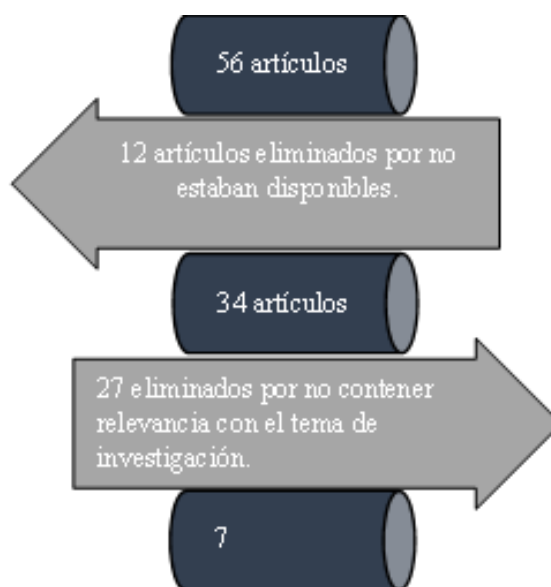 56 artículos
12 artículos eliminados por no
estaban disponibles.
34 artículos
27 eliminados por no contener
relevancia con el tema de
investigación.
7